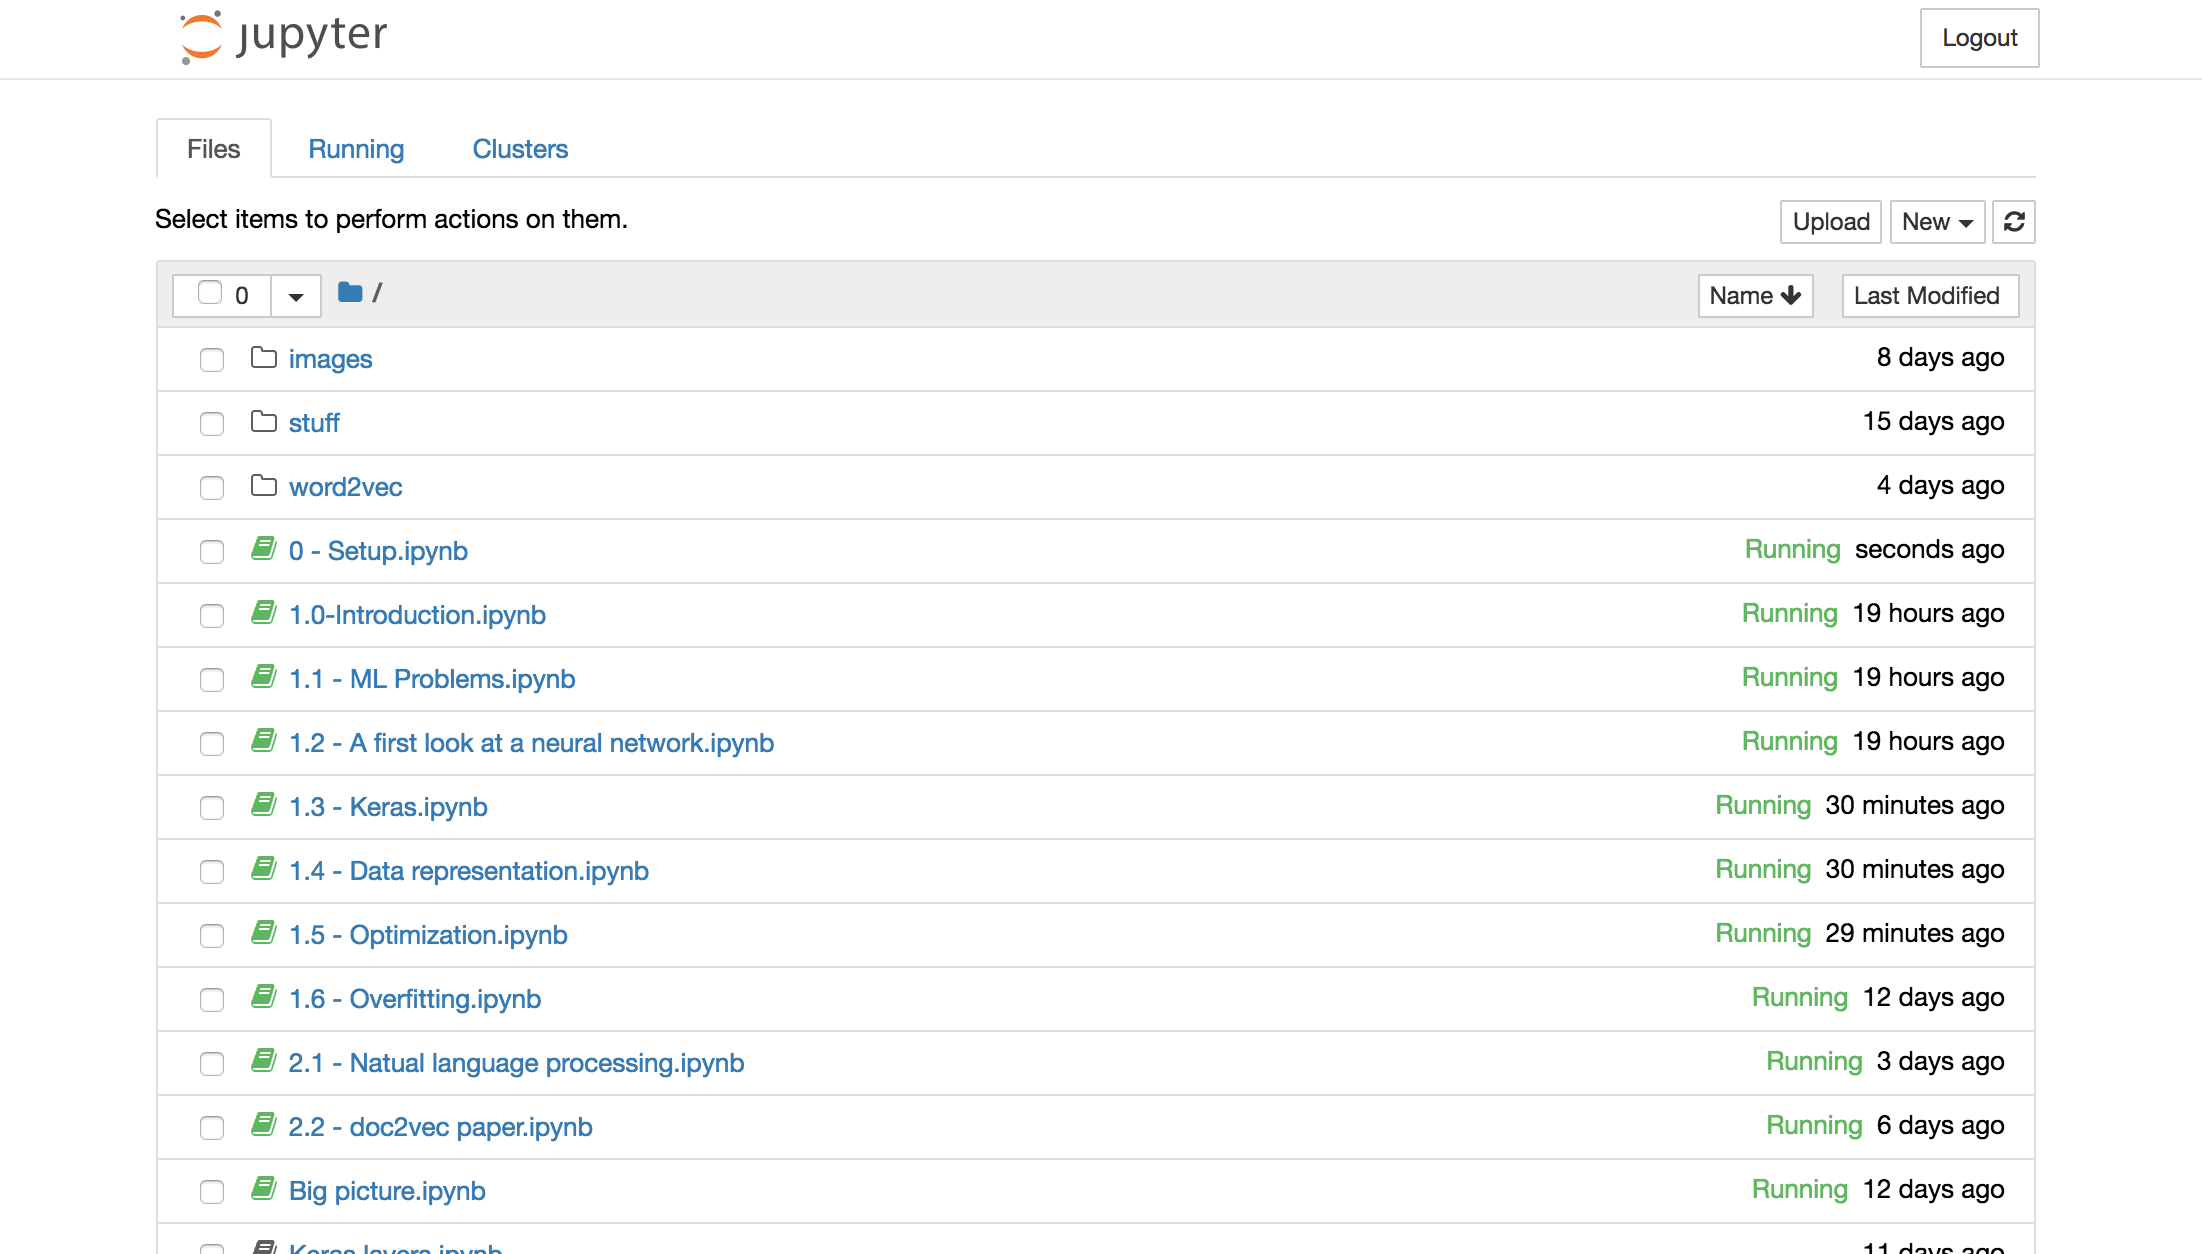 jupyter Logout
Files Running Clusters
Select items to perform actions on them. Upload New
0 / Name Last Modified
images 8 days ago
stuff 15 days ago
word2vec 4 days ago
0 - Setup.ipynb Running seconds ago
1.0-Introduction.ipynb Running 19 hours ago
1.1 - ML Problems.ipynb Running 19 hours ago
1.2 - A first look at a neural network.ipynb Running 19 hours ago
1.3 - Keras.ipynb Running 30 minutes ago
1.4 - Data representation.ipynb Running 30 minutes ago
1.5 - Optimization.ipynb Running 29 minutes ago
1.6 - Overfitting.ipynb Running 12 days ago
2.1 - Natual language processing.ipynb Running 3 days ago
2.2 - doc2vec paper.ipynb Running 6 days ago
Big picture.ipynb Running 12 days ago
Keras layers.ipynb 11 days ago